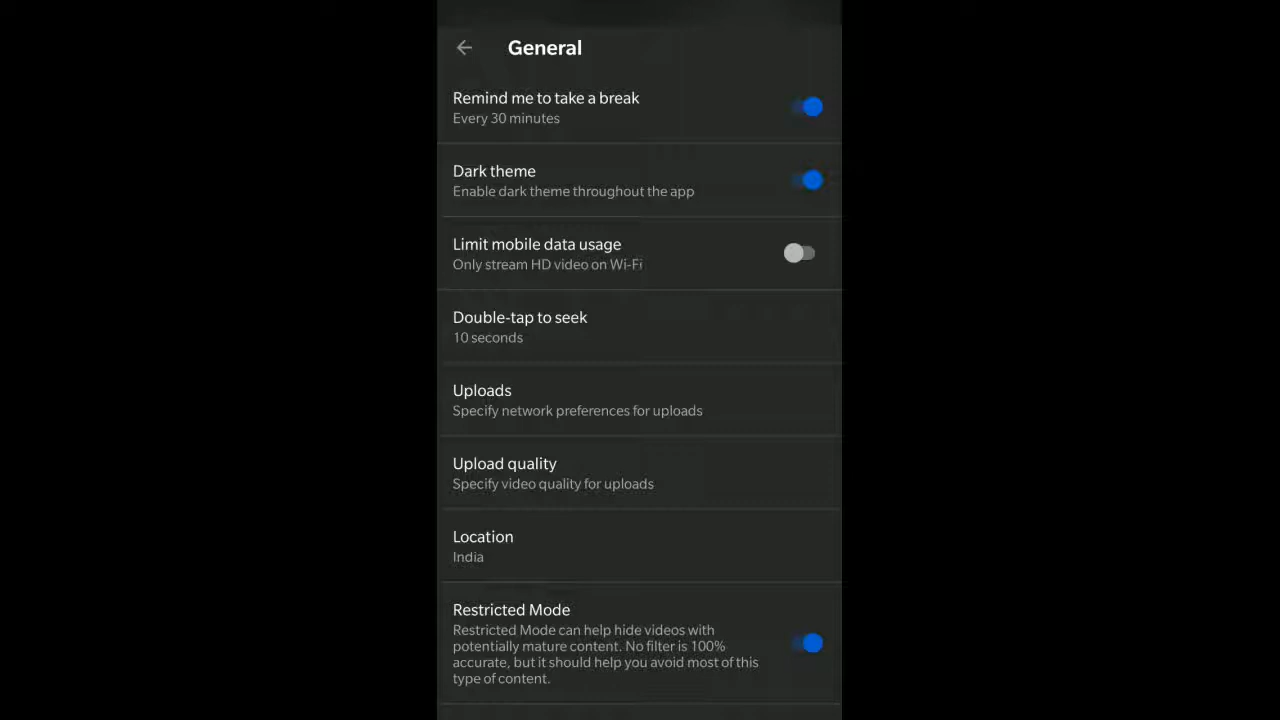 General
Remind me to take a break
Every 30 minutes
Dark theme
Enable dark theme throughout the app
Limit mobile data usage
Only stream HD video on Wi-Fi
Double-tap to seek
10 seconds
Uploads
Specify network preferences for uploads
Upload quality
Specify video quality for uploads
Location
India
Restricted Mode
Restricted Mode can help hide videos with
potentially mature content. No filter is 100%
accurate, but it should help you avoid most of this
type of content.